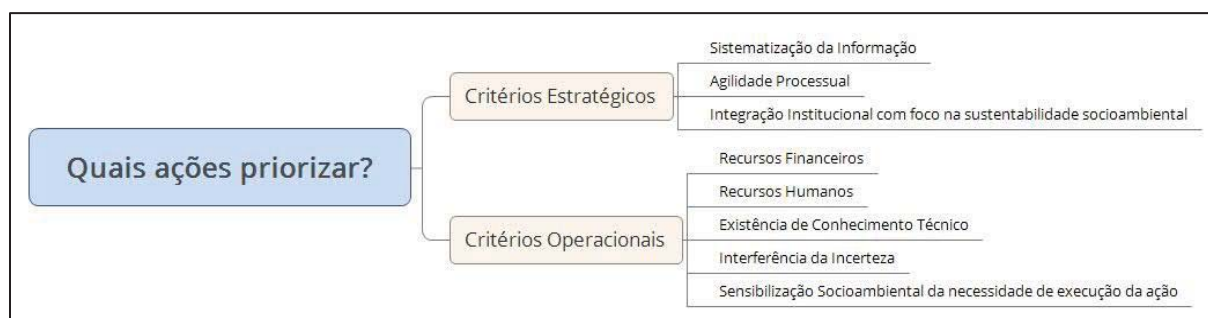 Quais ações priorizar?
Critérios Estratégicos
Sistematização da Informação
Agilidade Processual
Integração Institucional com foco na sustentabilidade socioambiental
Critérios Operacionais
Recursos Financeiros
Recursos Humanos
Existência de Conhecimento Técnico
Interferência da Incerteza
Sensibilização Socioambiental da necessidade de execução da ação